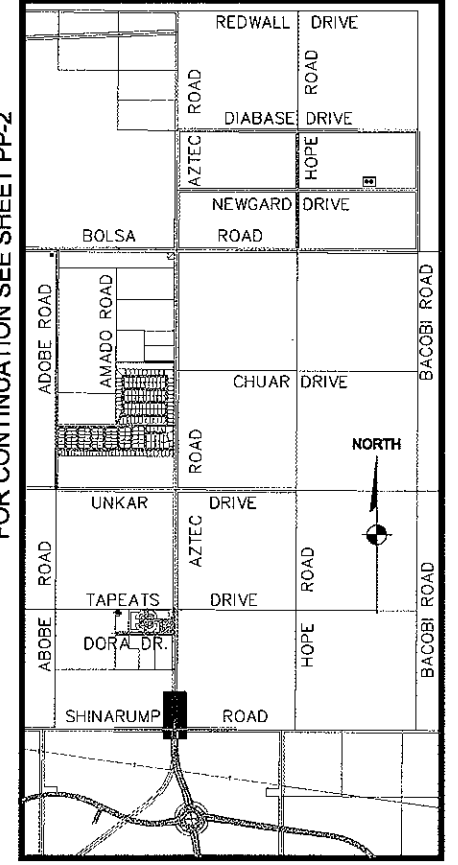 FOR CONTINUATION SEE SHEET PP-2
REDWALL DRIVE
ROAD
ROAD
DIABASE DRIVE
AZTEC
HOPE
NEWGARD DRIVE
BOLSA ROAD
ADOBE ROAD
AMADO ROAD
BACOBI ROAD
CHUAR DRIVE
ROAD
NORTH
UNKAR DRIVE
AZTEC
ROAD
ROAD
ROAD
TAPEATS DRIVE
ABOBE
DORA DR.
HOPE
BACOBI
SHINARUMP ROAD